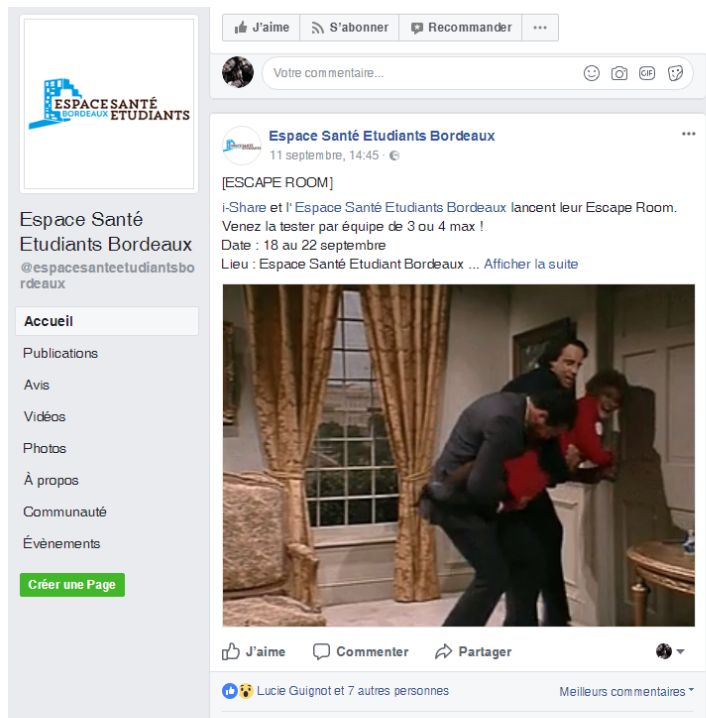 ESPACE SANTÉ
BORDEAUX ETUDIANTS
Espace Santé
Etudiants Bordeaux
@espacesanteetudiantsbo
rdeaux
Accueil
Publications
Avis
Vidéos
Photos
À propos
Communauté
Évènements
Créer une Page
J'aime
S'abonner
Recommander
...
Votre commentaire...
GIF
Espace Santé Etudiants Bordeaux
...
11 septembre, 14:45 ·
[ESCAPE ROOM]
i-Share et l' Espace Santé Etudiants Bordeaux lancent leur Escape Room.
Venez la tester par équipe de 3 ou 4 max !
Date : 18 au 22 septembre
Lieu : Espace Santé Etudiant Bordeaux ... Afficher la suite
J'aime
Commenter
Partager
Lucie Guignot et 7 autres personnes
Meilleurs commentaires